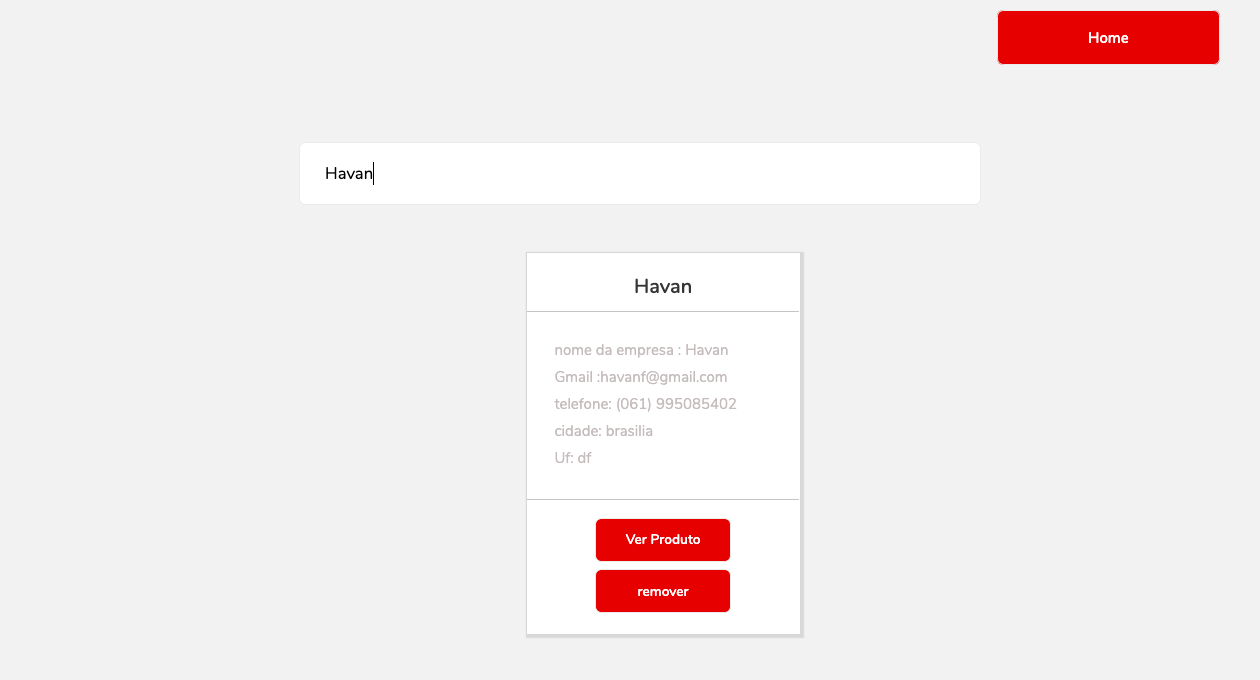 Home
Havan
Havan
nome da empresa : Havan
Gmail :havanf@gmail.com
telefone: (061) 995085402
cidade: brasilia
Uf: df
Ver Produto
remover